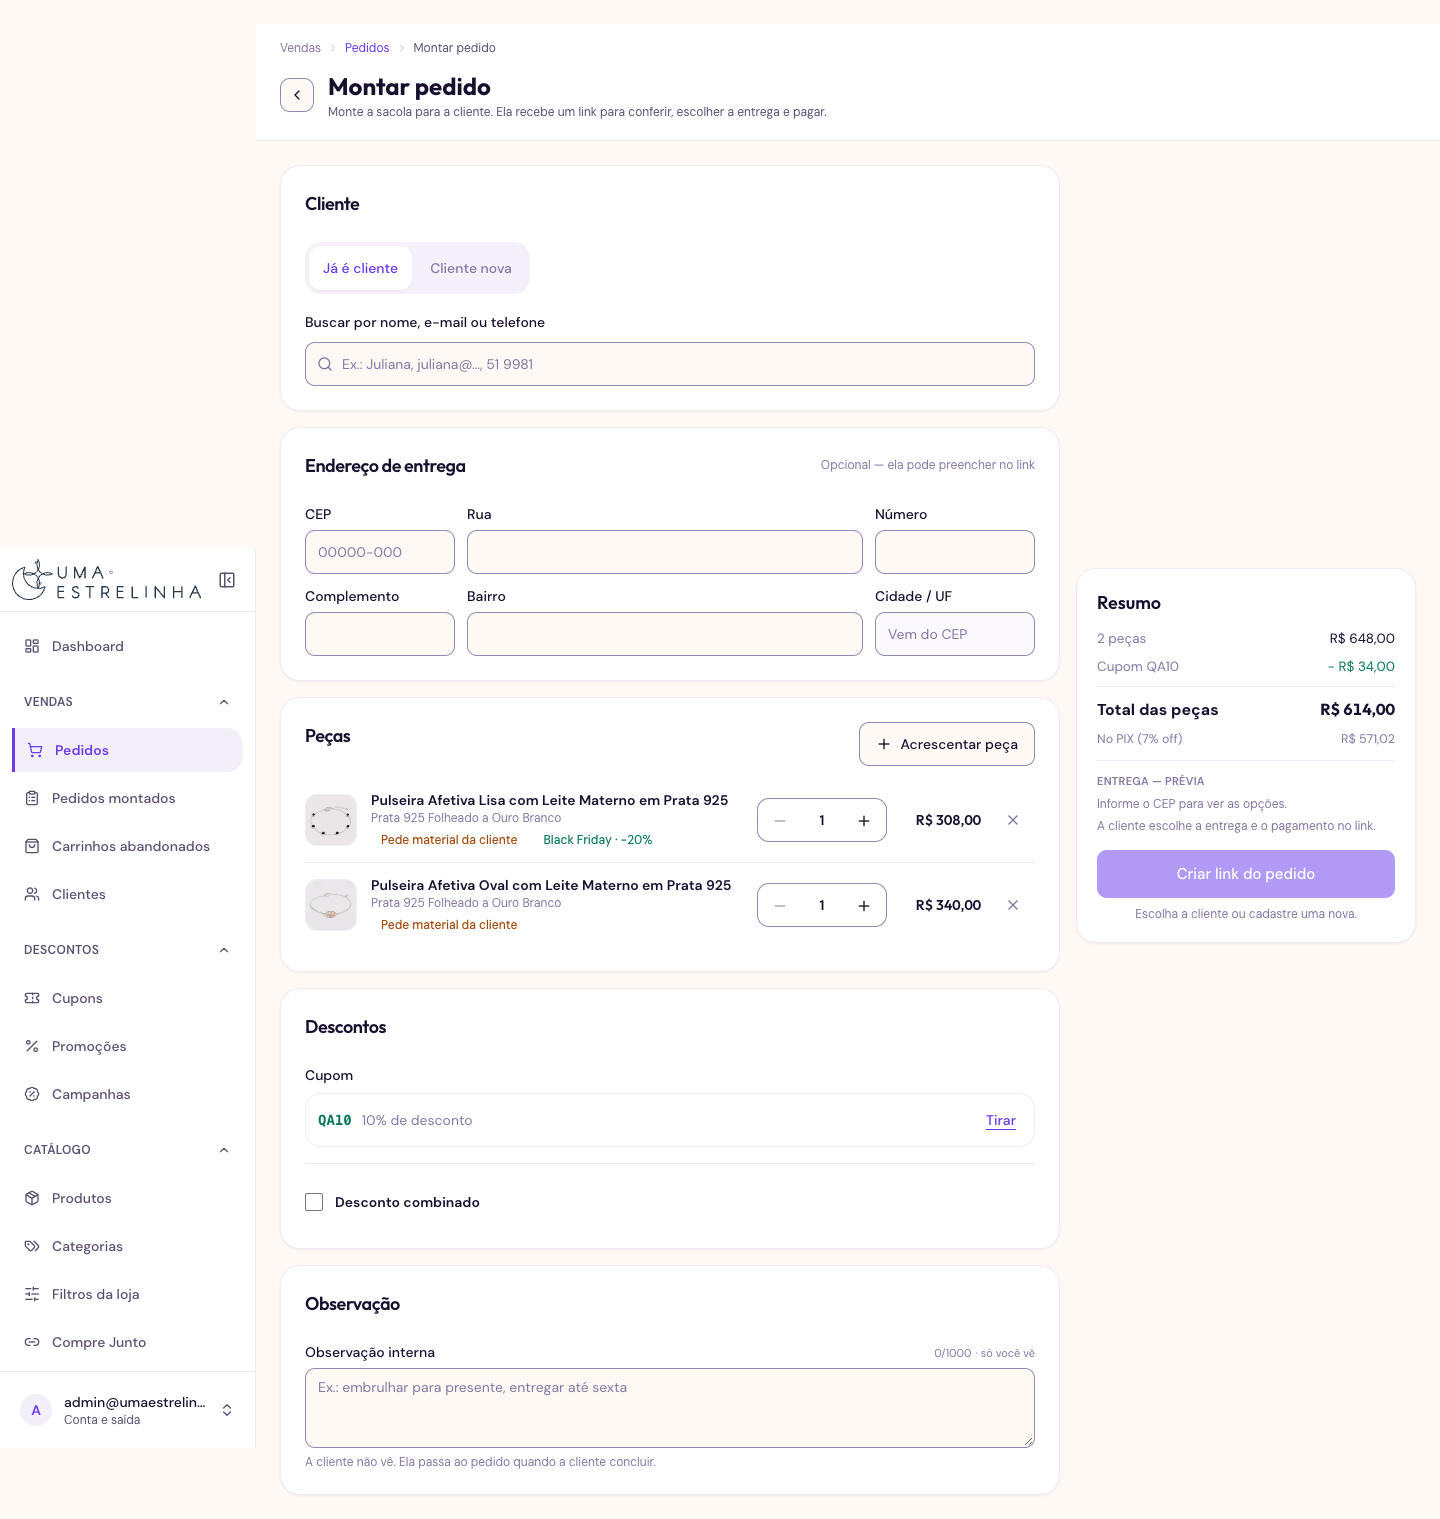 Vendas > Pedidos > Montar pedido
Montar pedido
Monte a sacola para a cliente. Ela recebe um link para conferir, escolher a entrega e pagar.
UMA
ESTRELINHA
Dashboard
VENDAS
Pedidos
Pedidos montados
Carrinhos abandonados
Clientes
DESCONTOS
Cupons
Promoções
Campanhas
CATÁLOGO
Produtos
Categorias
Filtros da loja
Compre Junto
A
admin@umaestrelin...
Conta e saída
Cliente
Já é cliente
Cliente nova
Buscar por nome, e-mail ou telefone
Ex.: Juliana, juliana@..., 51 9981
Endereço de entrega
Opcional — ela pode preencher no link
CEP Rua Número
00000-000
Complemento Bairro Cidade / UF
Vem do CEP
Peças
Acrescentar peça
Pulseira Afetiva Lisa com Leite Materno em Prata 925
Prata 925 Folheado a Ouro Branco
Pede material da cliente Black Friday · -20%
1 R$ 308,00
Pulseira Afetiva Oval com Leite Materno em Prata 925
Prata 925 Folheado a Ouro Branco
Pede material da cliente
1 R$ 340,00
Descontos
Cupom
QA10 10% de desconto Tirar
Desconto combinado
Observação
Observação interna 0/1000 · só você vê
Ex.: embrulhar para presente, entregar até sexta
A cliente não vê. Ela passa ao pedido quando a cliente concluir.
Resumo
2 peças R$ 648,00
Cupom QA10 - R$ 34,00
Total das peças R$ 614,00
No PIX (7% off) R$ 571,02
ENTREGA — PRÉVIA
Informe o CEP para ver as opções.
A cliente escolhe a entrega e o pagamento no link.
Criar link do pedido
Escolha a cliente ou cadastre uma nova.